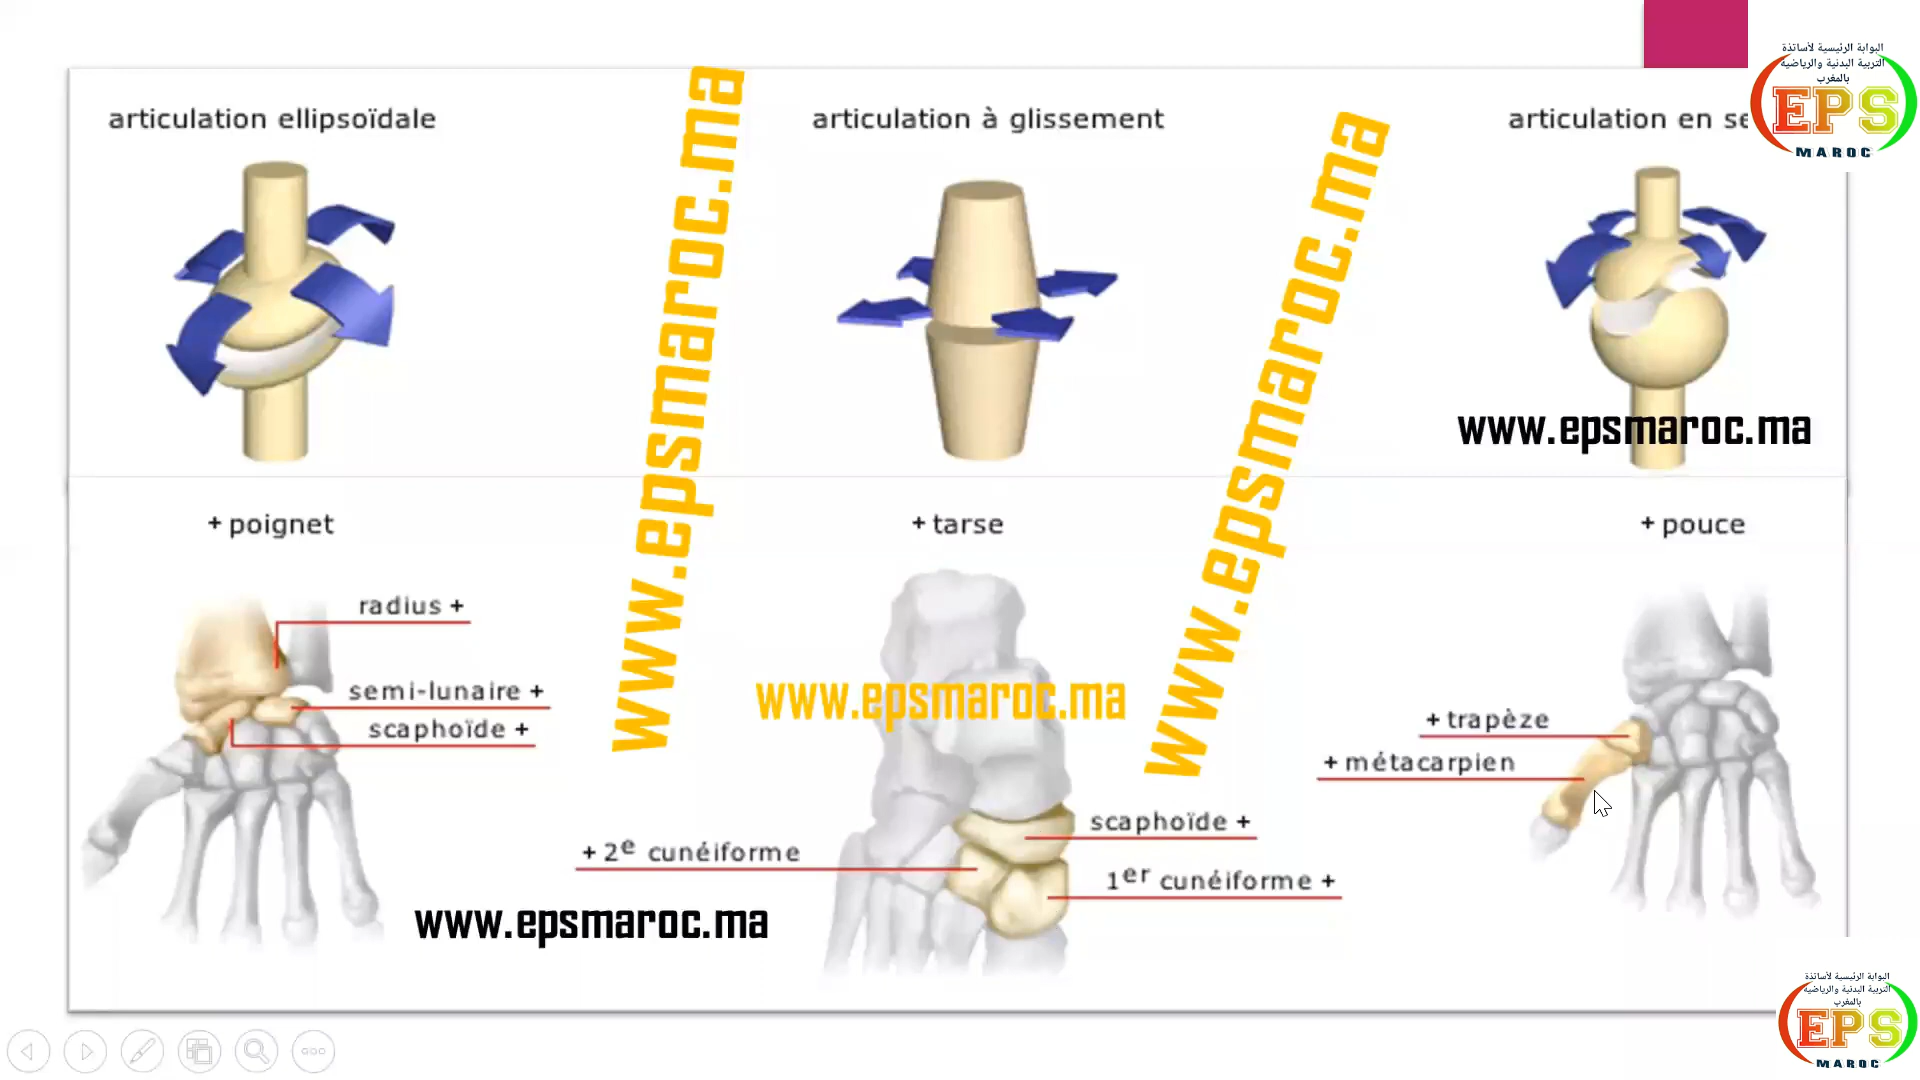 البوابة الرئيسية لأساتذة
التربية البدنية والرياضية
بالمغرب
EPS
MAROC
articulation ellipsoïdale
articulation à glissement
articulation en se
www.epsmaroc.ma
www.epsmaroc.ma
www.epsmaroc.ma
+ poignet
+ tarse
+ pouce
radius +
semi-lunaire +
scaphoïde +
www.epsmaroc.ma
+ trapèze
+ métacarpien
scaphoïde +
+ 2e cunéiforme
1er cunéiforme +
www.epsmaroc.ma
البوابة الرئيسية لأساتذة
التربية البدنية والرياضية
بالمغرب
EPS
MAROC